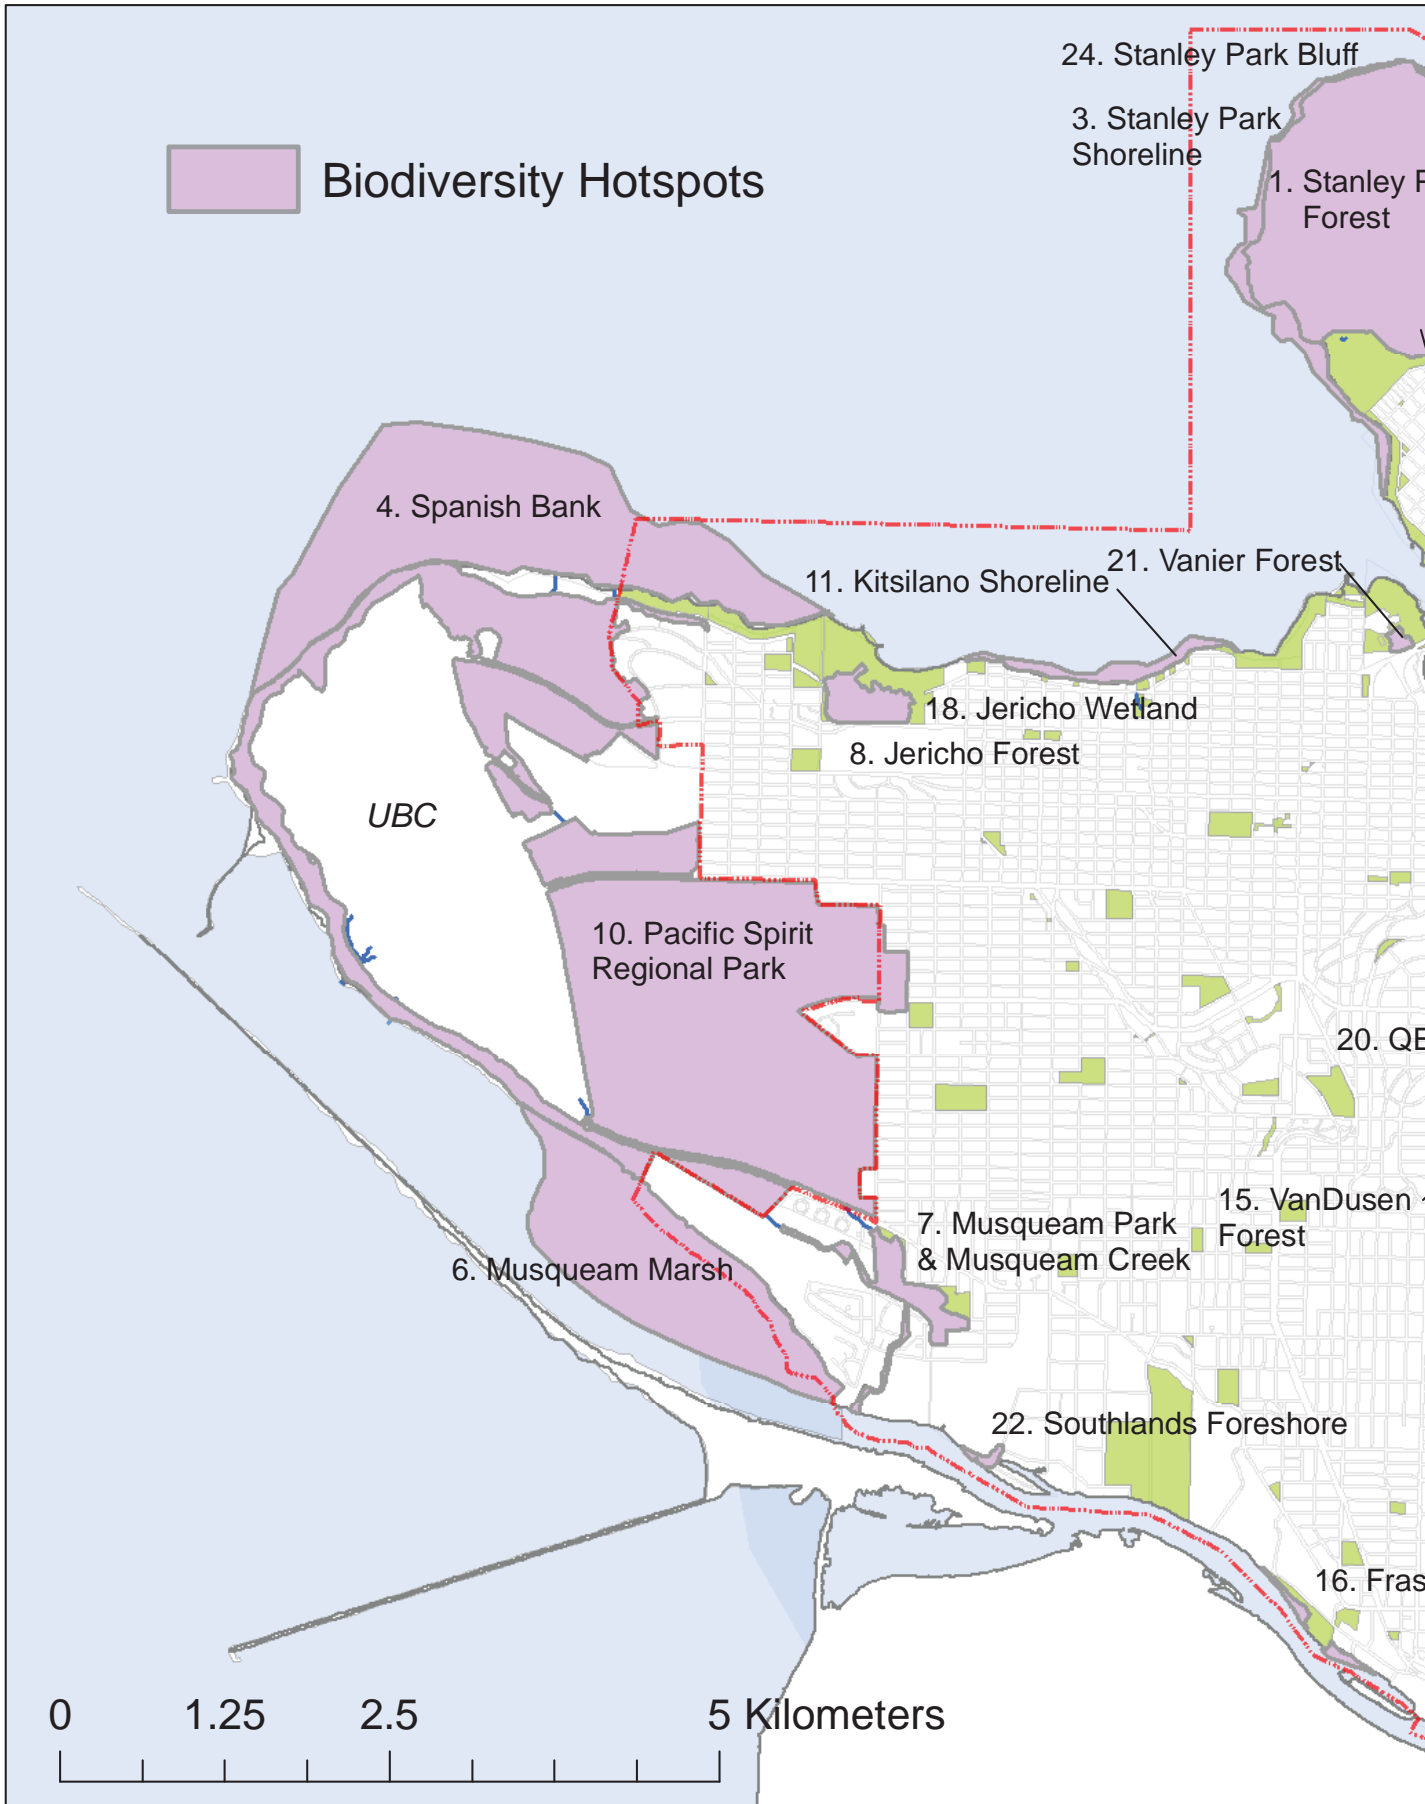 24. Stanley Park Bluff
3. Stanley Park
Shoreline
Biodiversity Hotspots
1. Stanley
Forest
4. Spanish Bank
21. Vanier Forest
11. Kitsilano Shoreline
18. Jericho Wetland
8. Jericho Forest
UBC
10. Pacific Spirit
Regional Park
20. QE
15. VanDusen
Forest
7. Musqueam Park
& Musqueam Creek
6. Musqueam Marsh
22. Southlands Foreshore
16. Fras
0 1.25 2.5 5 Kilometers